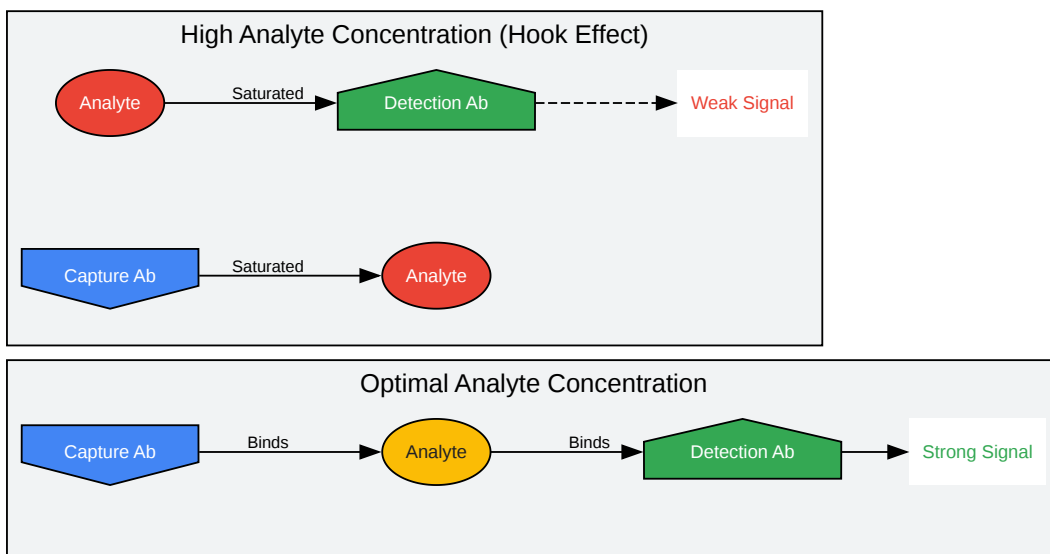 High Analyte Concentration (Hook Effect)
Analyte
Saturated
Detection Ab
Weak Signal
Capture Ab
Saturated
Analyte
Optimal Analyte Concentration
Capture Ab
Binds
Analyte
Binds
Detection Ab
Strong Signal